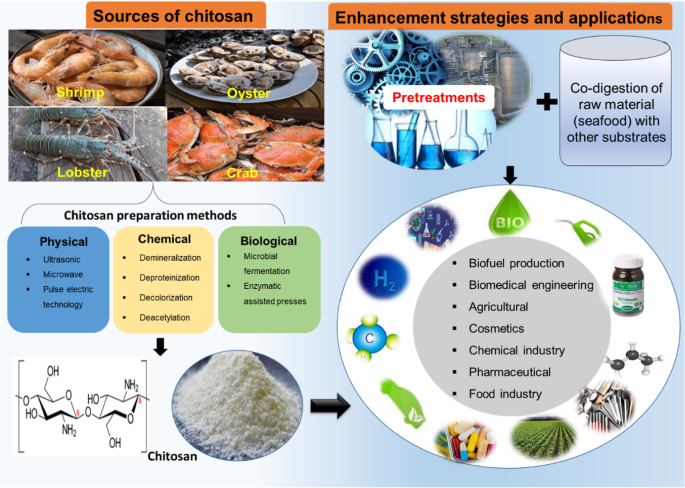 Sources of chitosan
Shrimp
Oyster
Lobster
Crab
Chitosan preparation methods
Physical
▪ Ultrasonic
▪ Microwave
▪ Pulse electric
technology
Chemical
▪ Demineralization
▪ Deproteinization
▪ Decolorization
▪ Deacetylation
Biological
▪ Microbial
fermentation
▪ Enzymatic
assisted presses
OH
NH2
HO
O
O
O
HO
O
NH2
OH
Chitosan
Enhancement strategies and applications
Pretreatments
+
Co-digestion of
raw material
(seafood) with
other substrates
BIO
H2
C
▪ Biofuel production
▪ Biomedical engineering
▪ Agricultural
▪ Cosmetics
▪ Chemical industry
▪ Pharmaceutical
▪ Food industry